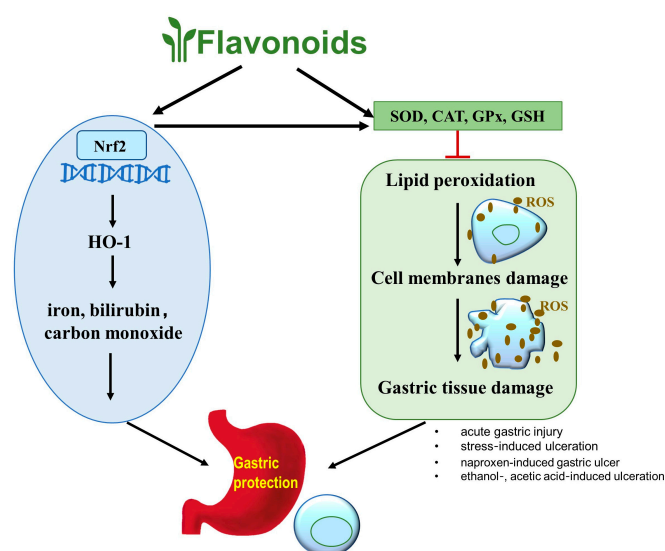 Flavonoids
SOD, CAT, GPx, GSH
Nrf2
HO-1
iron, bilirubin,
carbon monoxide
Lipid peroxidation
ROS
Cell membranes damage
ROS
Gastric tissue damage
• acute gastric injury
• stress-induced ulceration
• naproxen-induced gastric ulcer
• ethanol-, acetic acid-induced ulceration
Gastric
protection